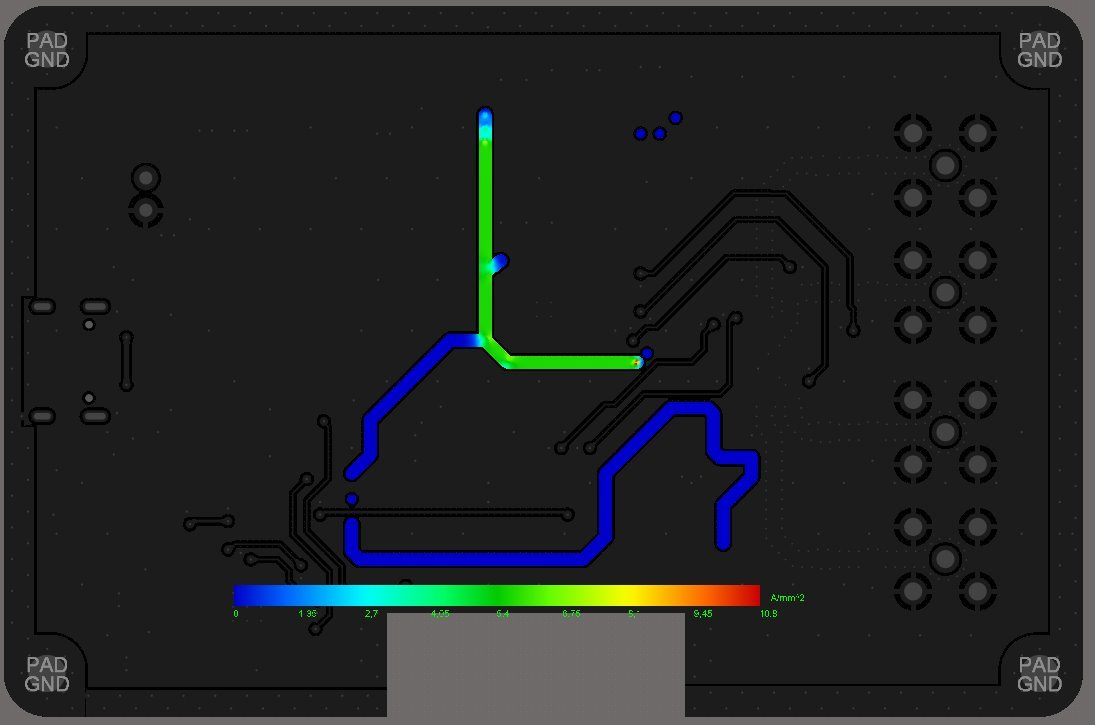 PAD
GND
PAD
GND
A/mm^2
0
1,35
2,7
4,05
5,4
6,75
9,45
10,8
PAD
GND
PAD
GND